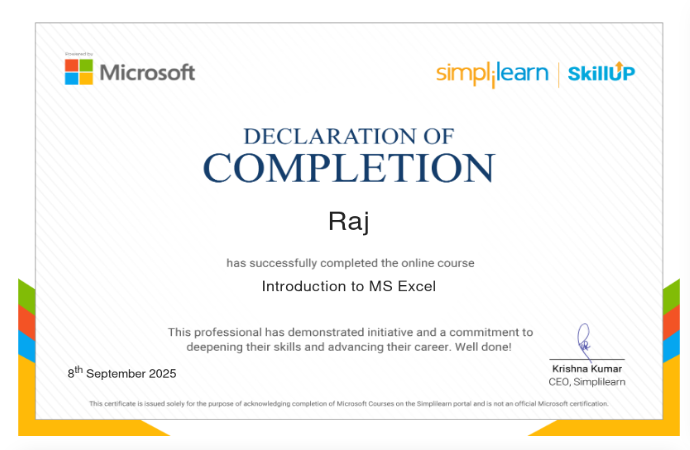 Powered by
Microsoft
simplilearn | SkillUP
DECLARATION OF
COMPLETION
Raj
has successfully completed the online course
Introduction to MS Excel
This professional has demonstrated initiative and a commitment to
deepening their skills and advancing their career. Well done!
8th September 2025
Krishna Kumar
CEO, Simplilearn
This certificate is issued solely for the purpose of acknowledging completion of Microsoft Courses on the Simplilearn portal and is not an official Microsoft certification.